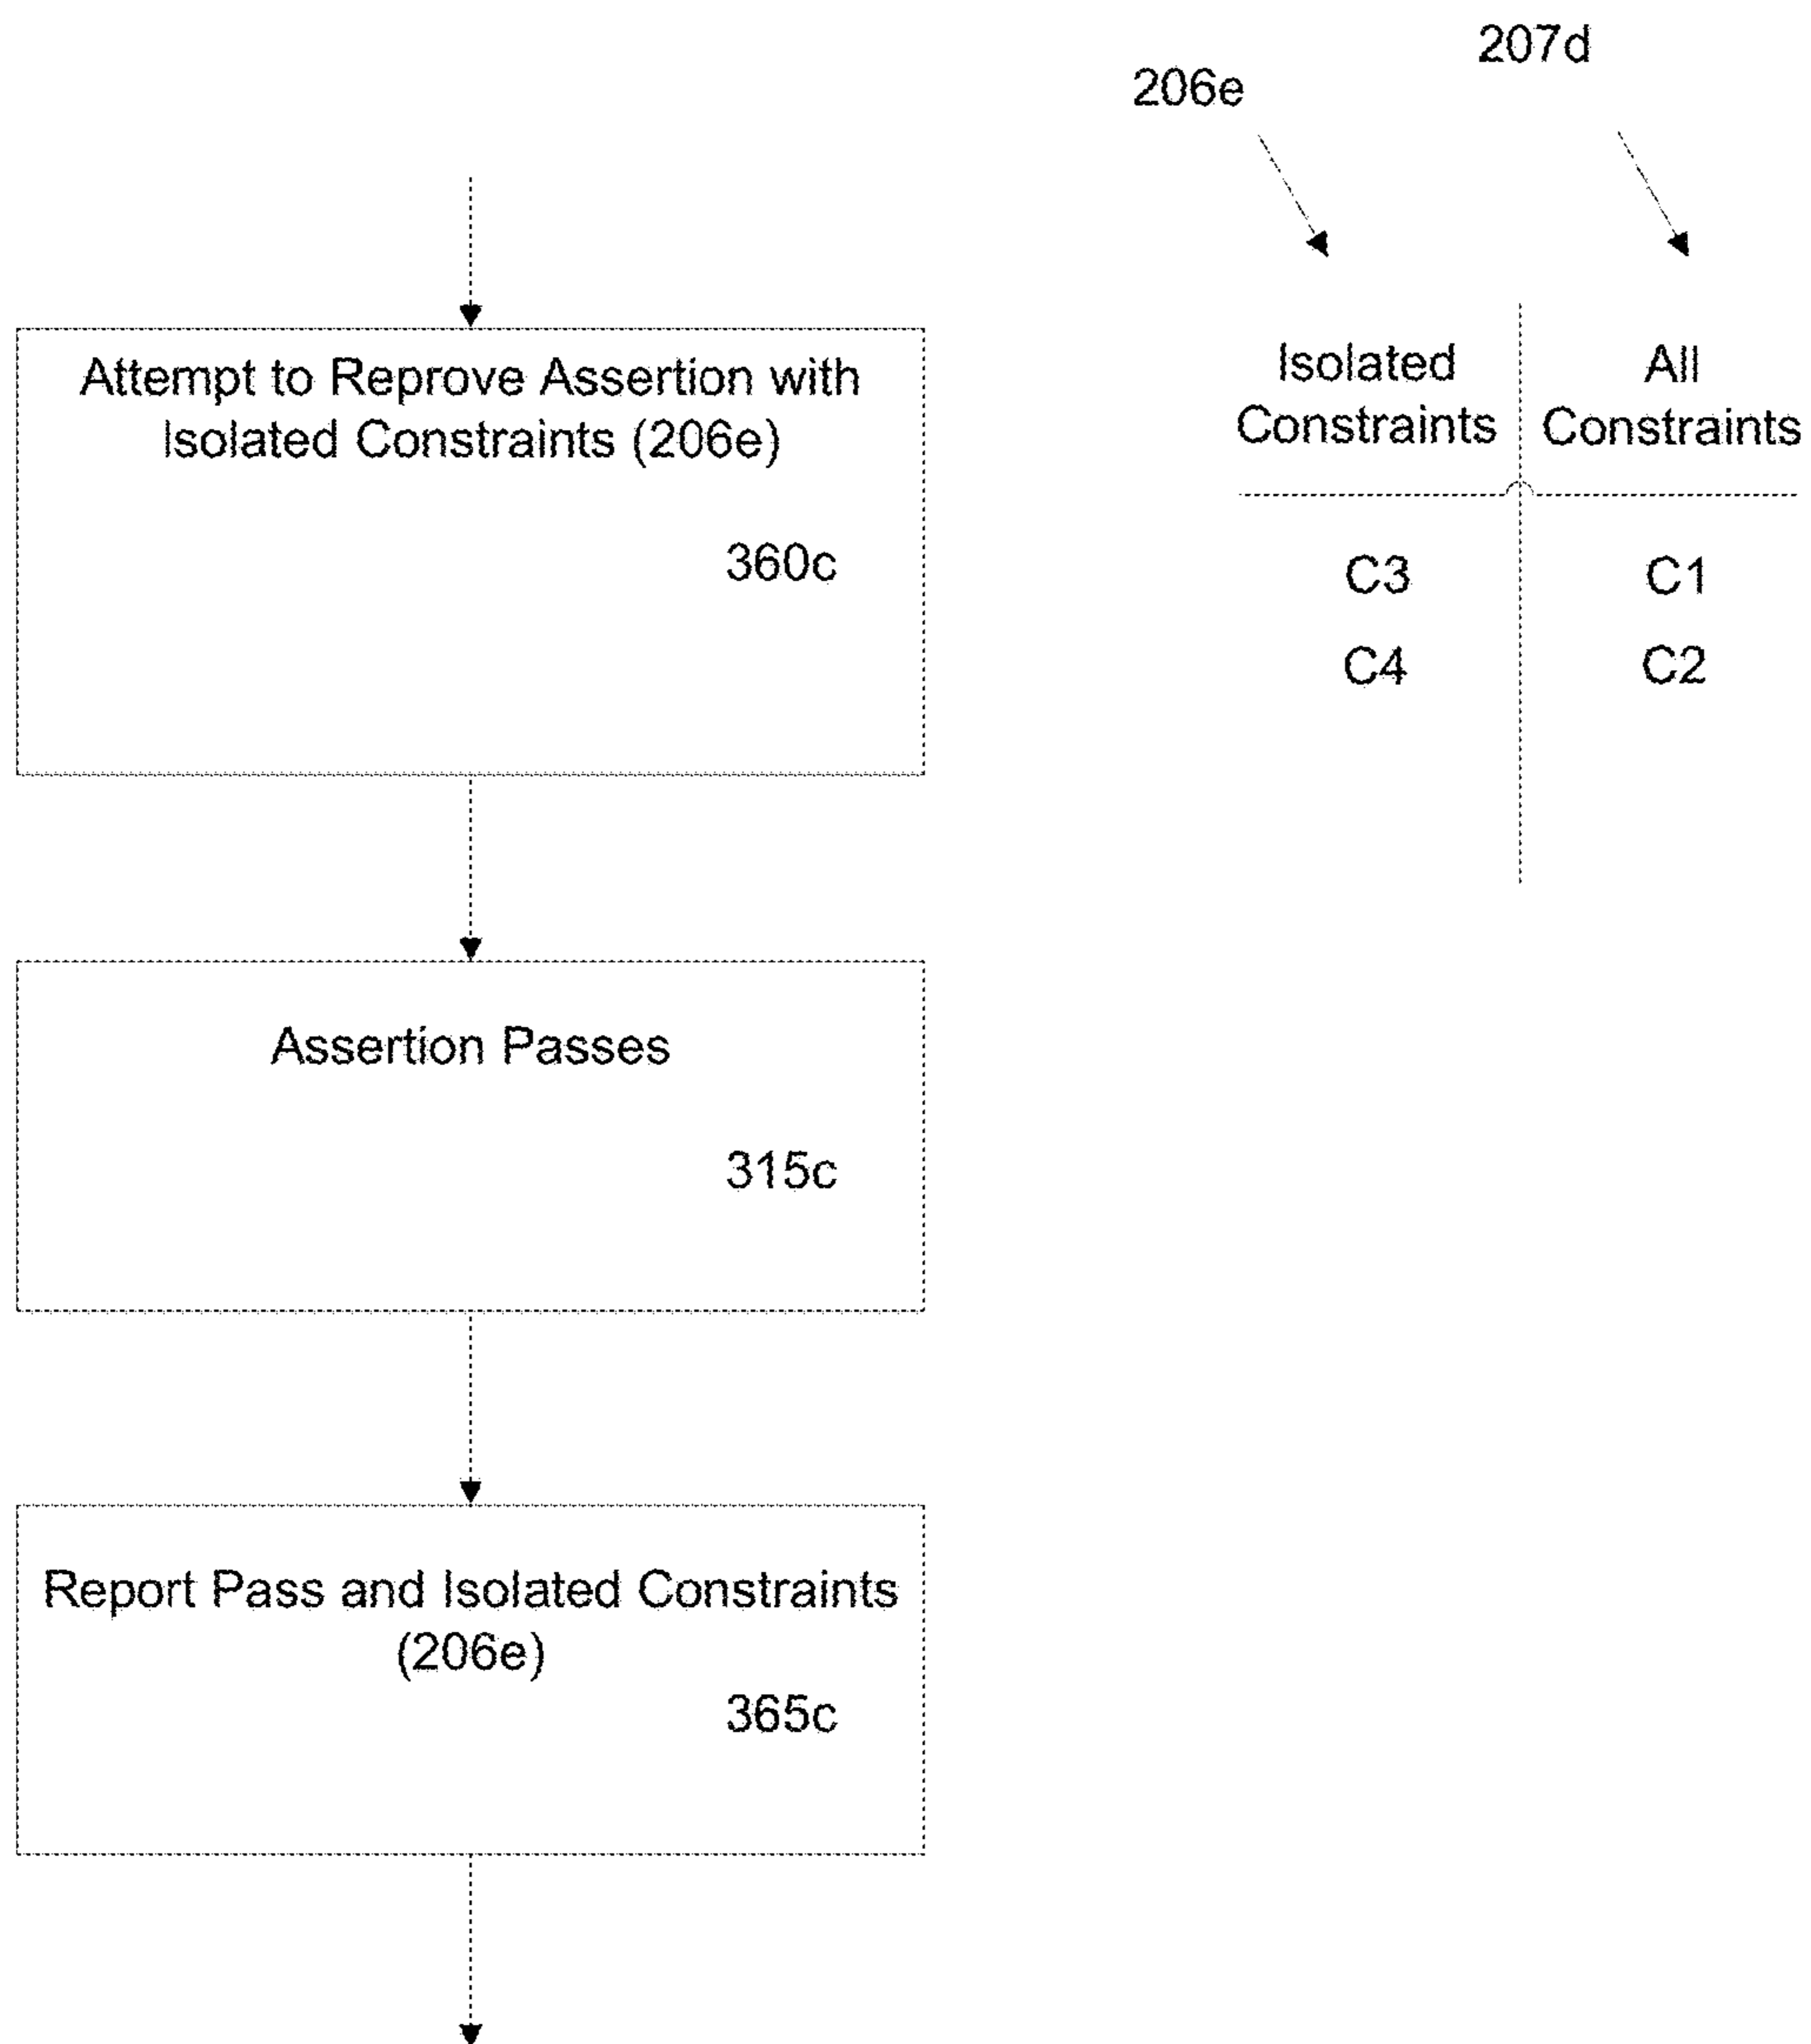 207d
206e
Attempt to Reprove Assertion with
Isolated Constraints (206e)
360c
Isolated
Constraints
All
Constraints
C3
C1
C4
C2
Assertion Passes
315c
Report Pass and Isolated Constraints
(206e)
365c